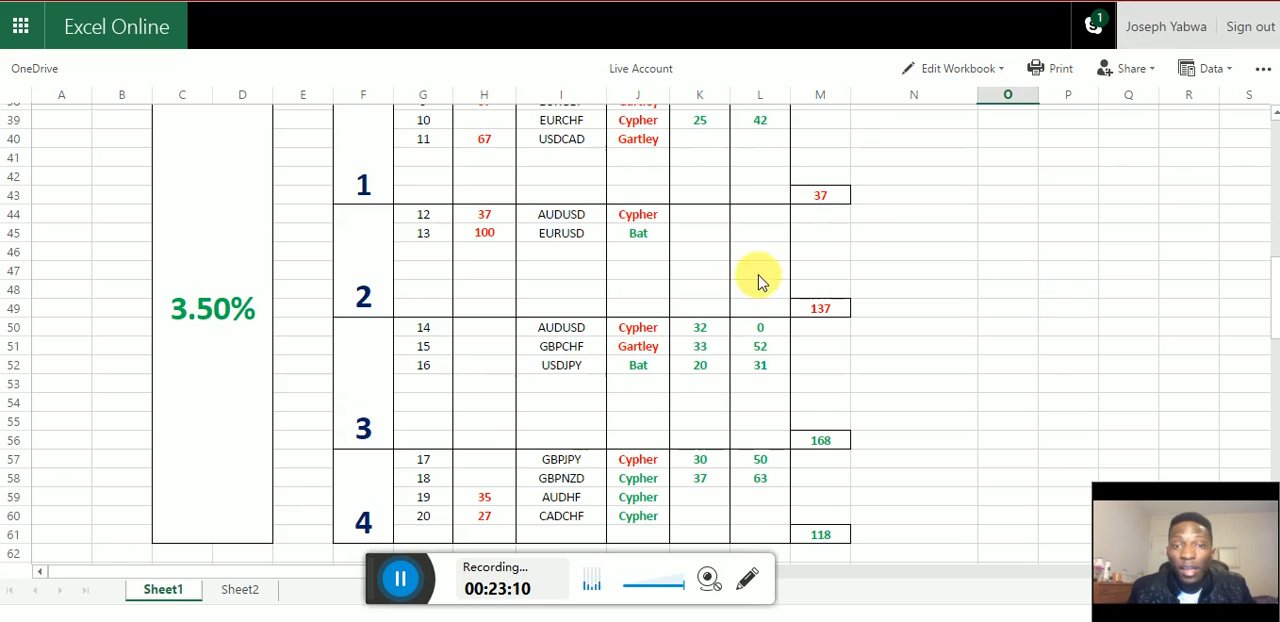 Excel Online
1
Joseph Yabwa
Sign out
OneDrive
Live Account
Edit Workbook
Print
Share
Data
A B C D E F G H I J K L M N O P Q R S
39 10 EURCHF Cypher 25 42
40 11 67 USDCAD Gartley
41
42
1
43 37
44 12 37 AUDUSD Cypher
45 13 100 EURUSD Bat
46
47
48
2
3.50%
49 137
50 14 AUDUSD Cypher 32 0
51 15 GBPCHF Gartley 33 52
52 16 USDJPY Bat 20 31
53
54
55
3
56 168
57 17 GBPJPY Cypher 30 50
58 18 GBPNZD Cypher 37 63
59 19 35 AUDHF Cypher
60 20 27 CADCHF Cypher
4
61 118
62
Recording...
00:23:10
Sheet1
Sheet2